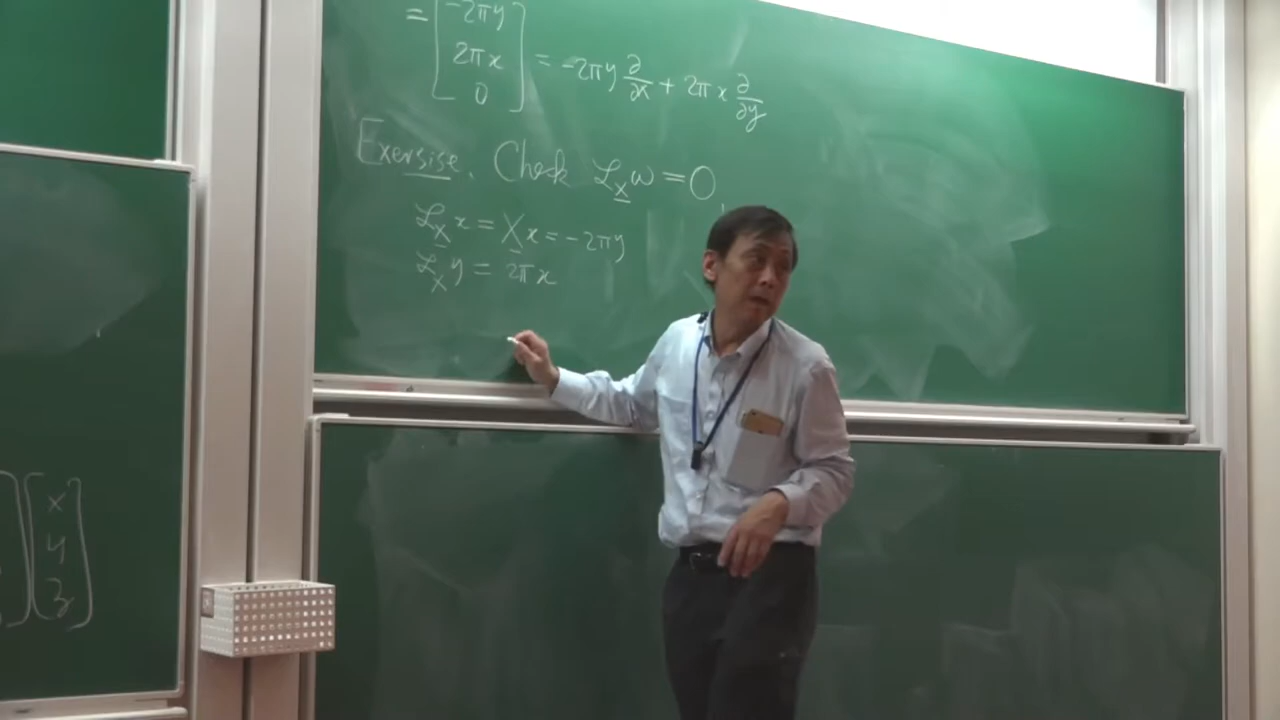 = [ -2πy
2πx
0 ] = -2πy ∂/∂x + 2πx ∂/∂y
Exersise. Check ℒ_X ω = 0
ℒ_X x = X x = -2πy
ℒ_X y = 2πx
] [ x
y
z ]